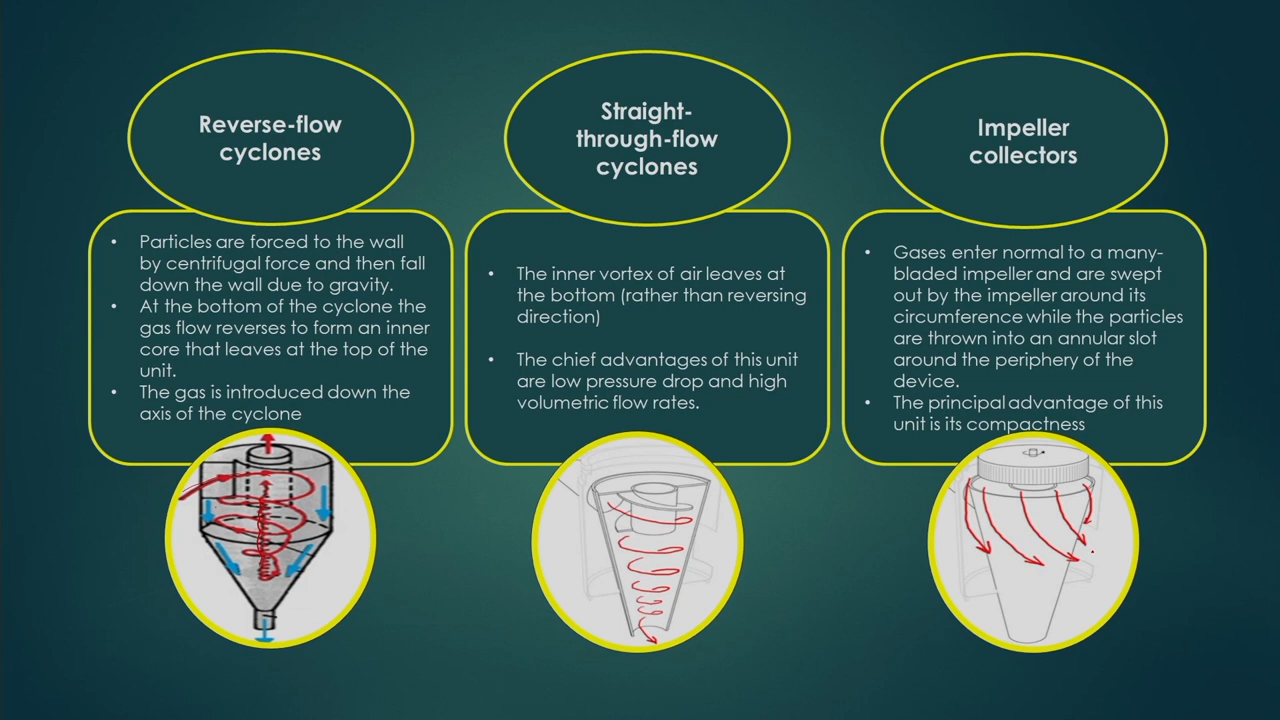 Reverse-flow
cyclones
• Particles are forced to the wall
by centrifugal force and then fall
down the wall due to gravity.
• At the bottom of the cyclone the
gas flow reverses to form an inner
core that leaves at the top of the
unit.
• The gas is introduced down the
axis of the cyclone
Straight-
through-flow
cyclones
• The inner vortex of air leaves at
the bottom (rather than reversing
direction)
• The chief advantages of this unit
are low pressure drop and high
volumetric flow rates.
Impeller
collectors
• Gases enter normal to a many-
bladed impeller and are swept
out by the impeller around its
circumference while the particles
are thrown into an annular slot
around the periphery of the
device.
• The principal advantage of this
unit is its compactness